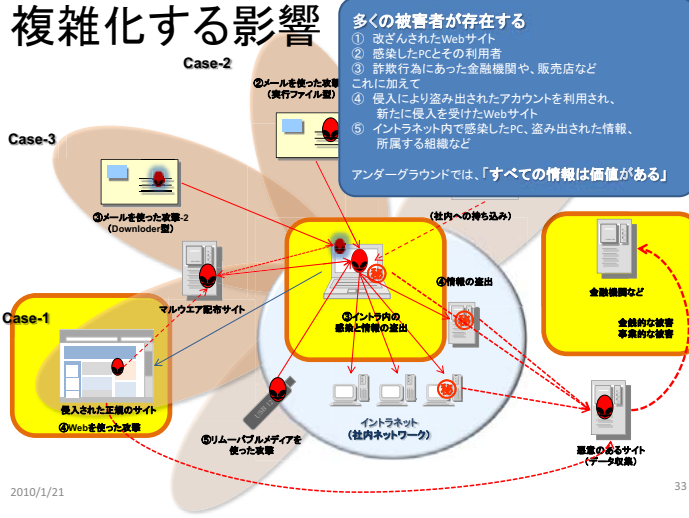 複雑化する影響
多くの被害者が存在する
① 改ざんされたWebサイト
② 感染したPCとその利用者
③ 詐欺行為にあった金融機関や、販売店など
これに加えて
④ 侵入により盗み出されたアカウントを利用され、
新たに侵入を受けたWebサイト
⑤ イントラネット内で感染したPC、盗み出された情報、
所属する組織など
アンダーグラウンドでは、「すべての情報は価値がある」
Case-2
②メールを使った攻撃
(実行ファイル型)
Case-3
③メールを使った攻撃-2
(Downloder型)
(社内への持ち込み)
マルウエア配布サイト
秘
③イントラ内の
感染と情報の盗出
④情報の盗出
秘
金融機関など
金銭的な被害
事業的な被害
Case-1
侵入された正規のサイト
④Webを使った攻撃
USB
⑤リムーバブルメディアを
使った攻撃
秘
イントラネット
(社内ネットワーク)
悪意のあるサイト
(データ収集)
2010/1/21
33